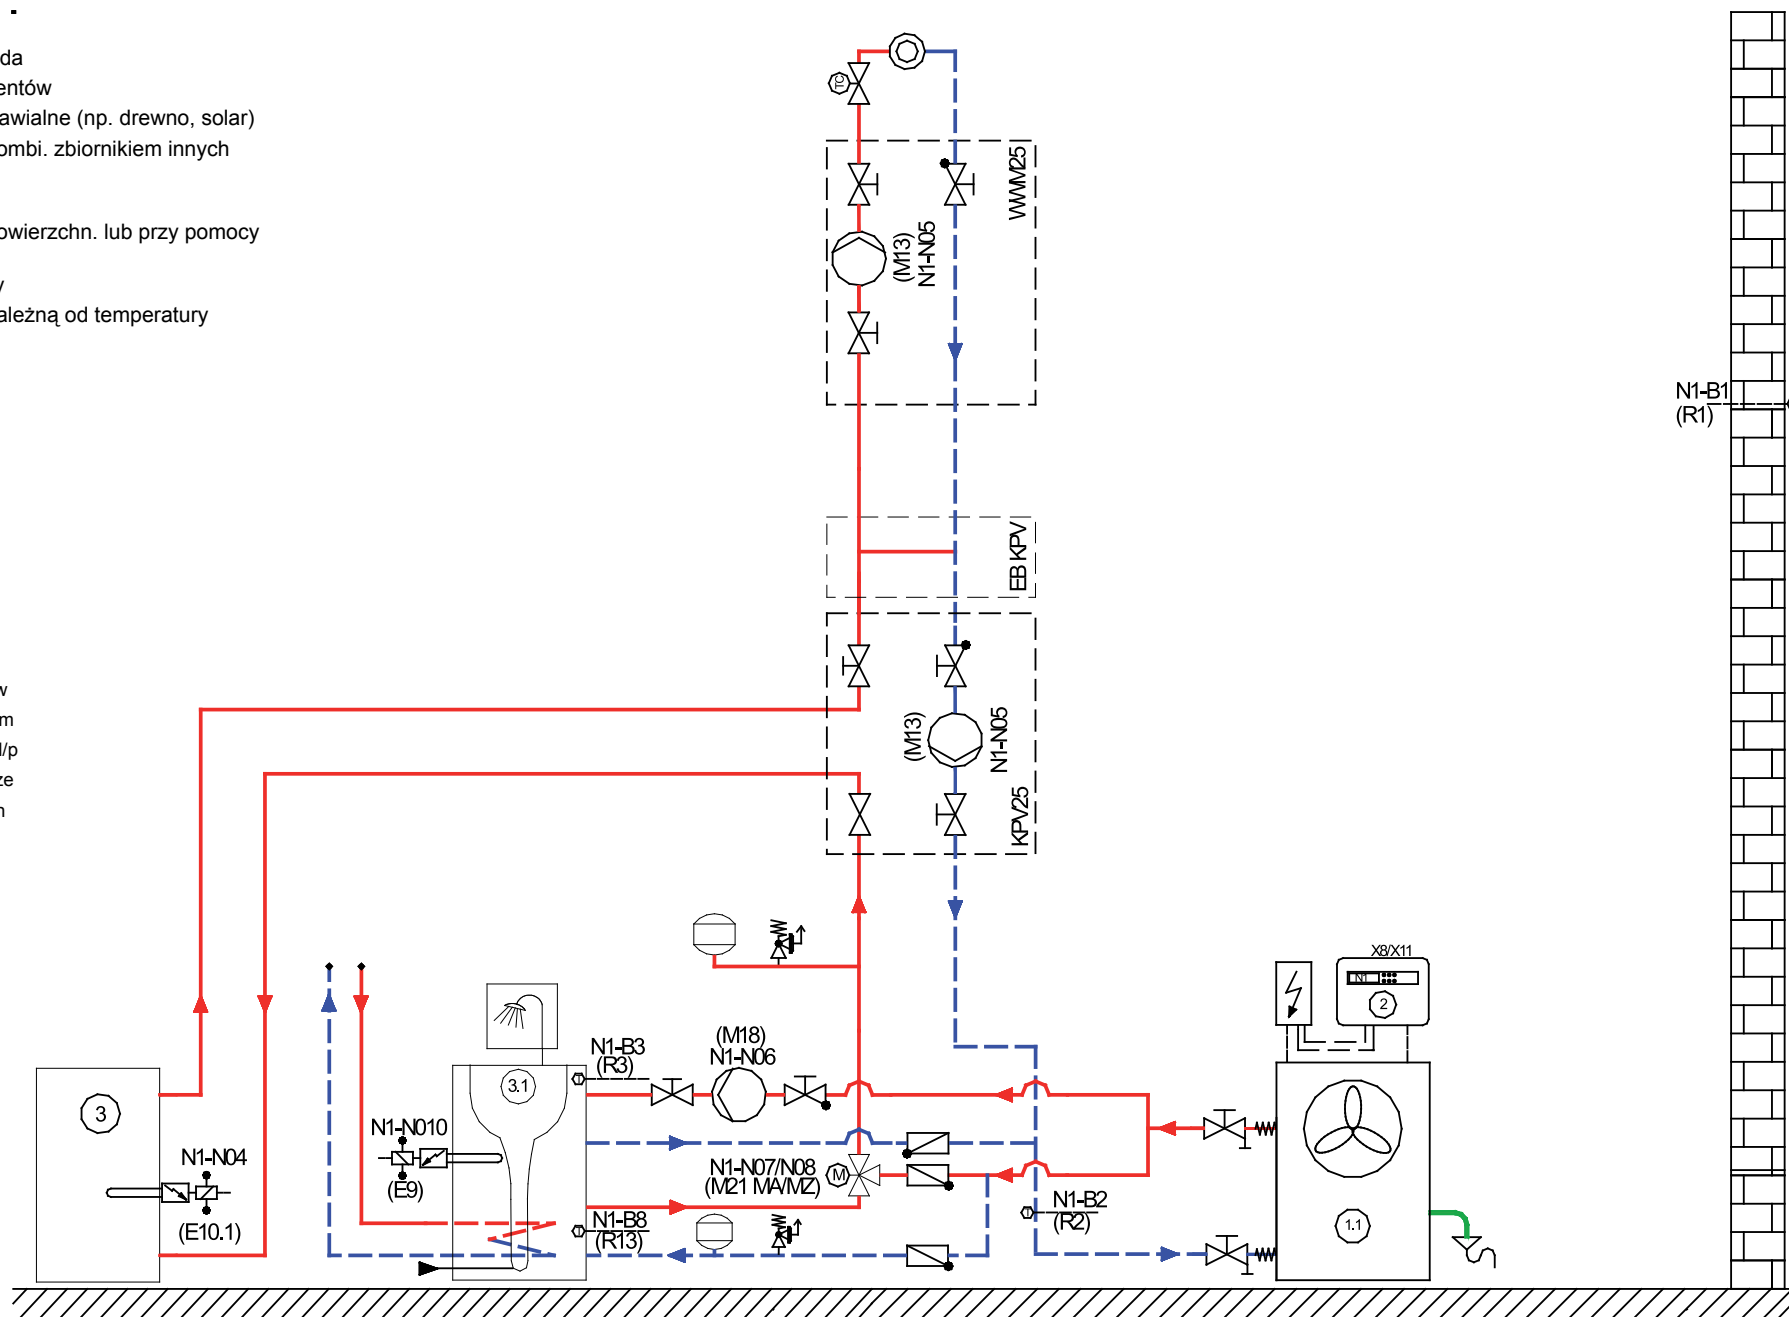 da
entów
awialne (np. drewno, solar)
ombi. zbiornikiem innych
owierzchn. lub przy pomocy
y
ależną od temperatury
w
m
l/p
ze
n
TC
WWM25
(M13)
N1-N05
N1-B1
(R1)
EB KPV
(M13)
N1-N05
KPV25
X8/X11
N1
2
N1-B3
(R3)
(M18)
N1-N06
3
3.1
N1-N010
(E9)
N1-N04
(E10.1)
N1-N07/N08
(M21 MA/MZ)
M
N1-B8
(R13)
N1-B2
(R2)
1.1